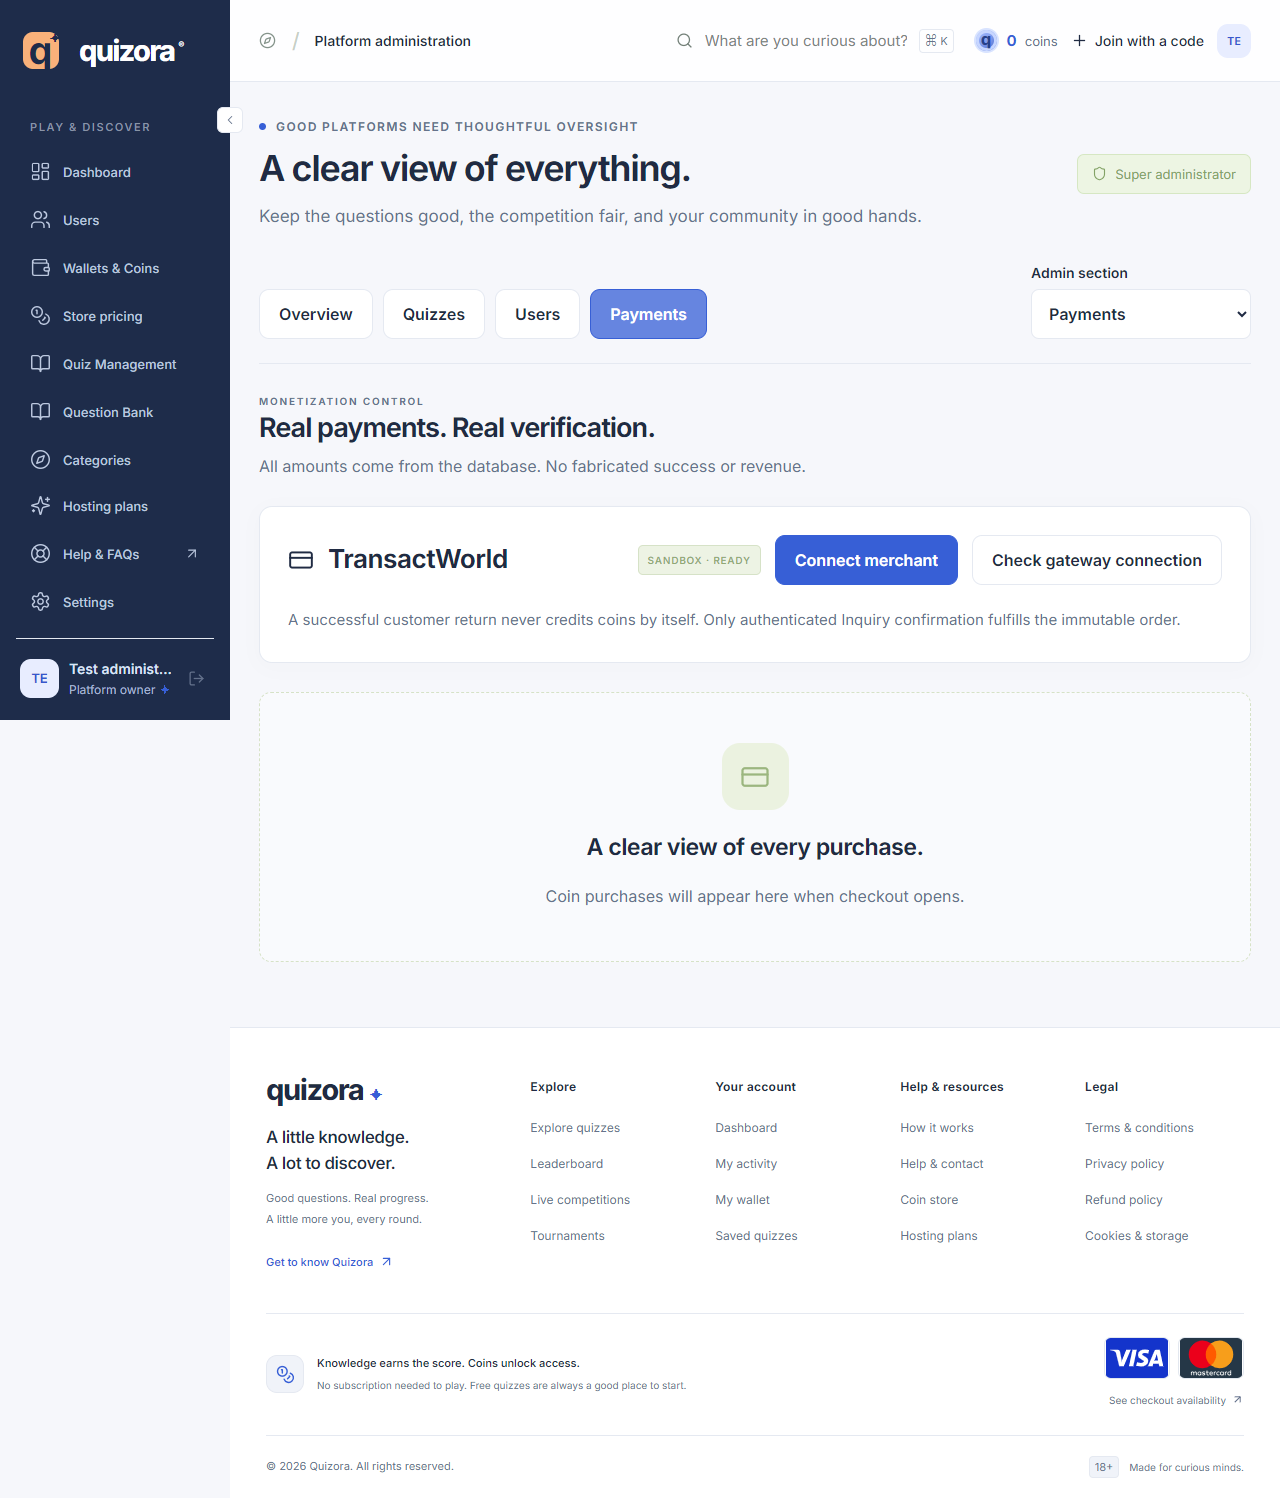 quizora®
PLAY & DISCOVER
Dashboard
Users
Wallets & Coins
Store pricing
Quiz Management
Question Bank
Categories
Hosting plans
Help & FAQs
Settings
TE
Test administ...
Platform owner
Platform administration
What are you curious about?
⌘ K
q
0 coins
Join with a code
TE
GOOD PLATFORMS NEED THOUGHTFUL OVERSIGHT
A clear view of everything.
Keep the questions good, the competition fair, and your community in good hands.
Super administrator
Overview
Quizzes
Users
Payments
Admin section
Payments
MONETIZATION CONTROL
Real payments. Real verification.
All amounts come from the database. No fabricated success or revenue.
TransactWorld
SANDBOX · READY
Connect merchant
Check gateway connection
A successful customer return never credits coins by itself. Only authenticated Inquiry confirmation fulfills the immutable order.
A clear view of every purchase.
Coin purchases will appear here when checkout opens.
quizora
A little knowledge.
A lot to discover.
Good questions. Real progress.
A little more you, every round.
Get to know Quizora
Explore
Explore quizzes
Leaderboard
Live competitions
Tournaments
Your account
Dashboard
My activity
My wallet
Saved quizzes
Help & resources
How it works
Help & contact
Coin store
Hosting plans
Legal
Terms & conditions
Privacy policy
Refund policy
Cookies & storage
Knowledge earns the score. Coins unlock access.
No subscription needed to play. Free quizzes are always a good place to start.
VISA
mastercard
See checkout availability
© 2026 Quizora. All rights reserved.
18+
Made for curious minds.